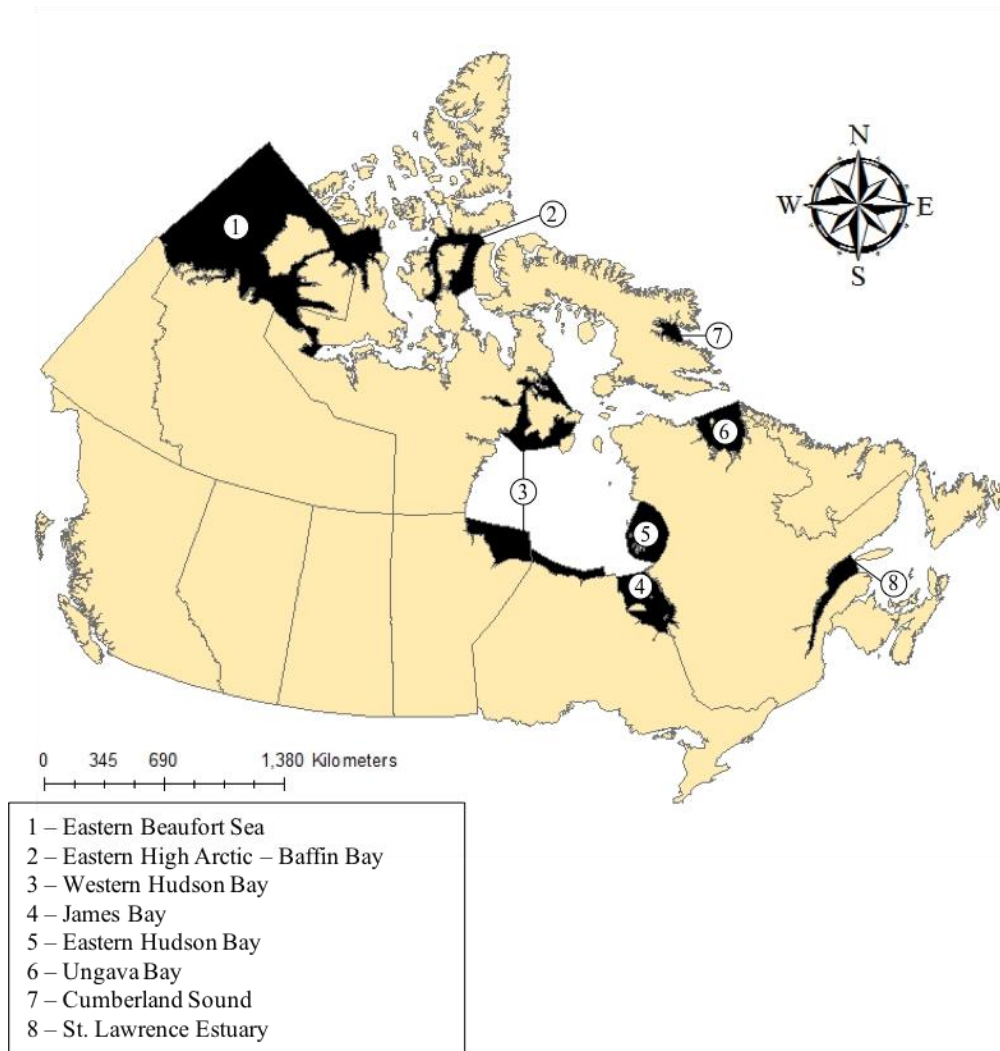 N
W E
S
1
2
7
6
3
5
4
8
0 345 690 1,380 Kilometers
1 – Eastern Beaufort Sea
2 – Eastern High Arctic – Baffin Bay
3 – Western Hudson Bay
4 – James Bay
5 – Eastern Hudson Bay
6 – Ungava Bay
7 – Cumberland Sound
8 – St. Lawrence Estuary